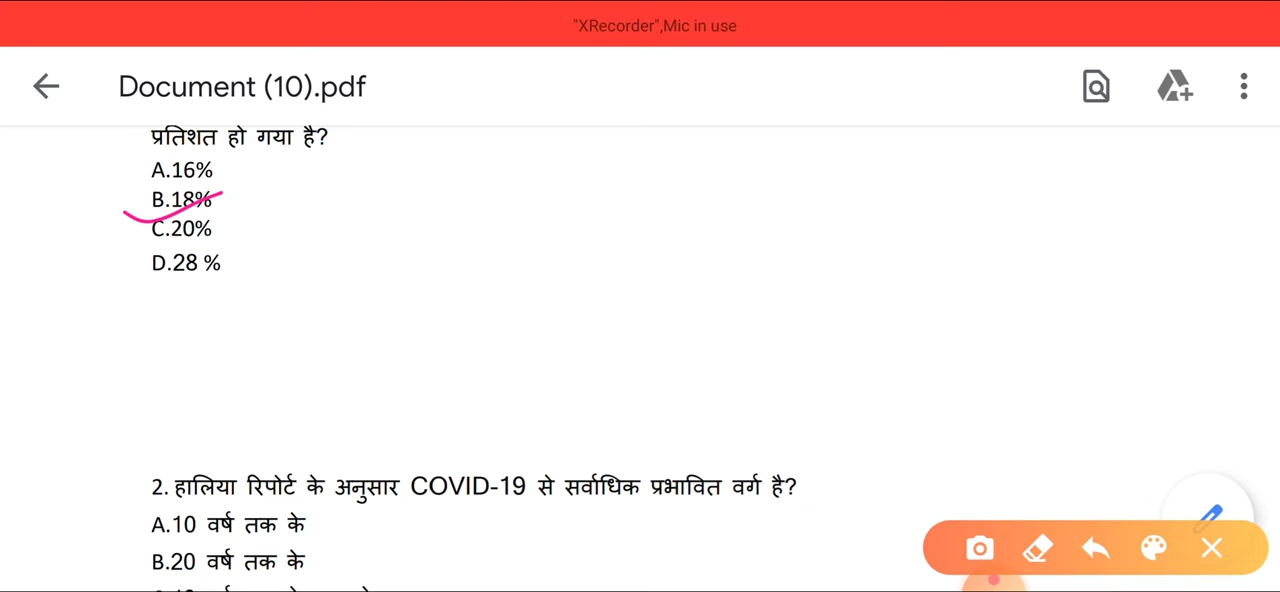 "XRecorder",Mic in use
Document (10).pdf
प्रतिशत हो गया है?
A.16%
B.18%
C.20%
D.28 %
2. हालिया रिपोर्ट के अनुसार COVID-19 से सर्वाधिक प्रभावित वर्ग है?
A.10 वर्ष तक के
B.20 वर्ष तक के